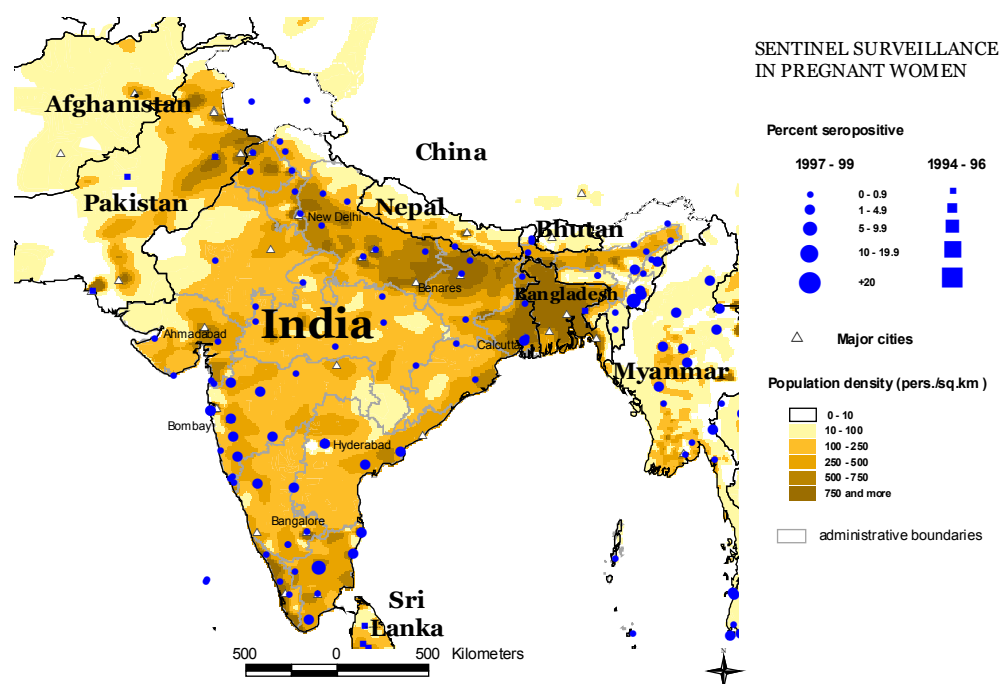 SENTINEL SURVEILLANCE
IN PREGNANT WOMEN
Percent seropositive
1997 - 99
1994 - 96
0 - 0.9
1 - 4.9
5 - 9.9
10 - 19.9
+20
Major cities
Population density (pers./sq.km )
0 - 10
10 - 100
100 - 250
250 - 500
500 - 750
750 and more
administrative boundaries
Afghanistan
China
Pakistan
Nepal
New Delhi
Bhutan
Benares
Bangladesh
India
Ahmadabad
Calcutta
Myanmar
Bombay
Hyderabad
Bangalore
Sri
Lanka
500 0 500 Kilometers
N